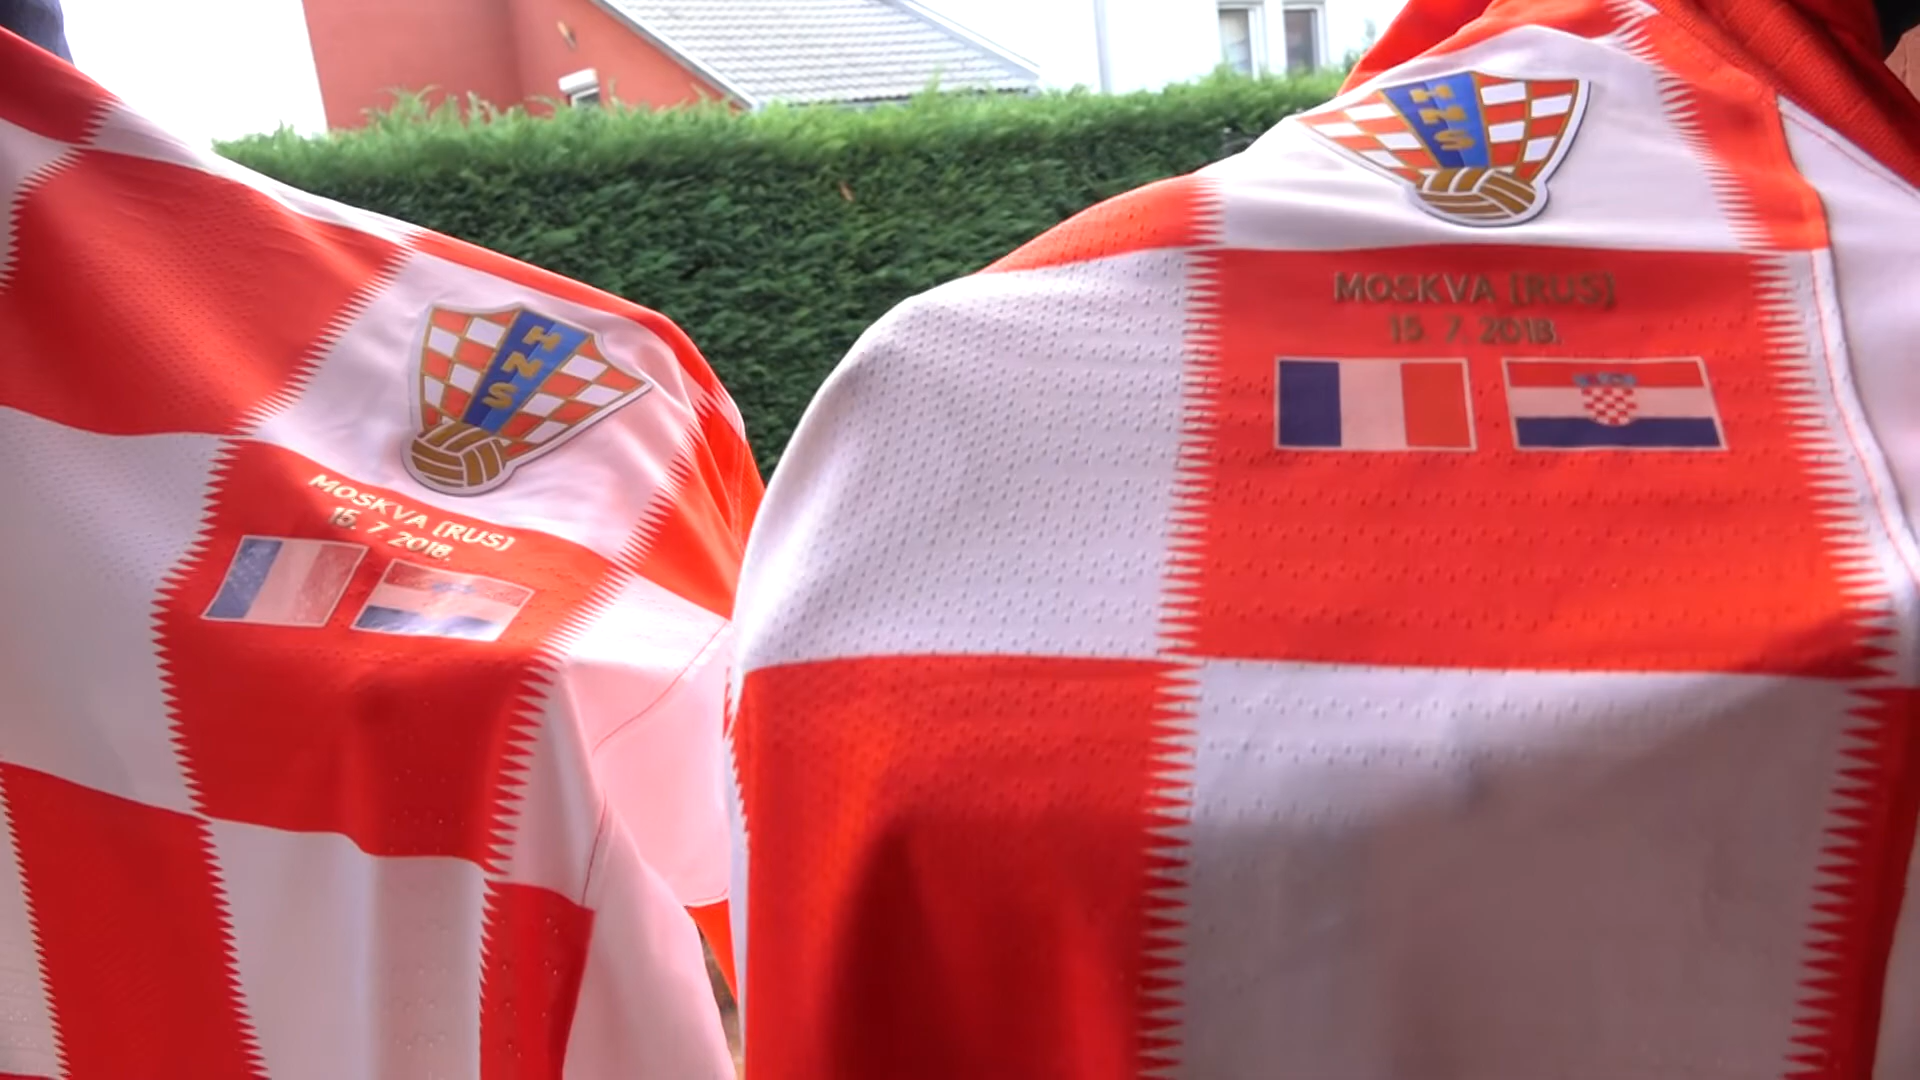 HNS
MOSKVA (RUS)
15. 7. 2018.
HNS
MOSKVA (RUS)
15 7. 2018.